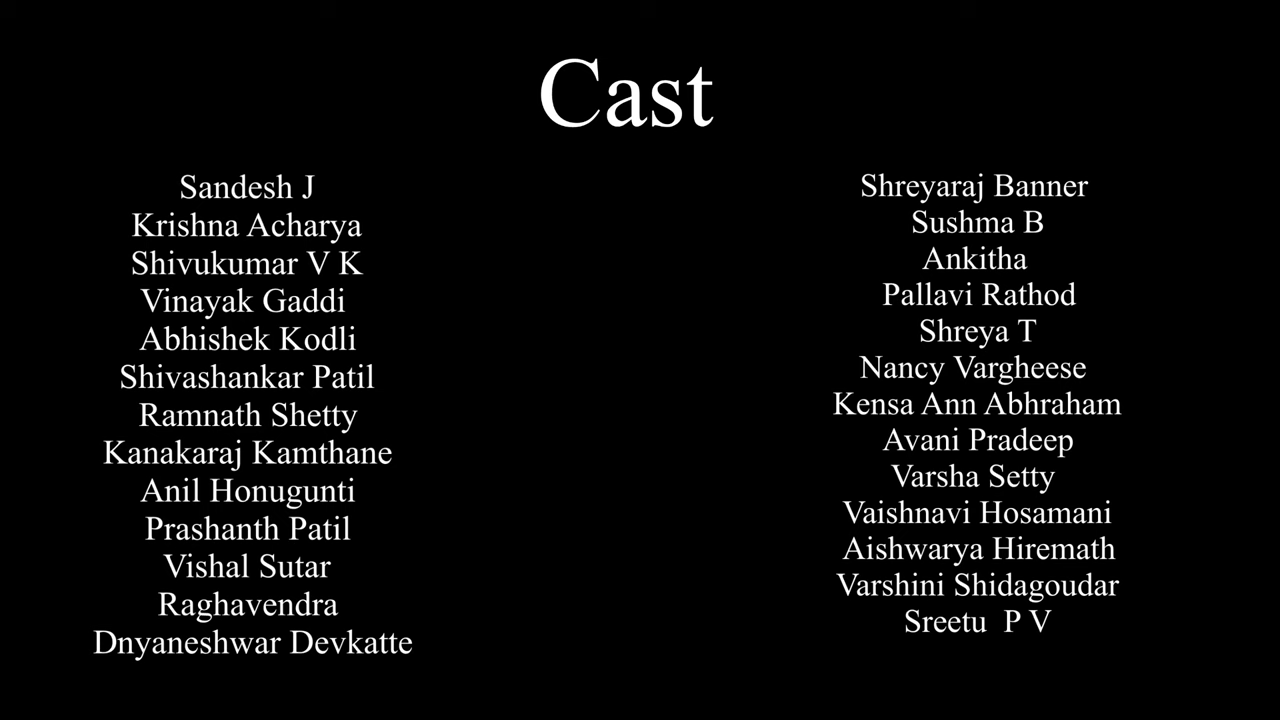 Cast
Sandesh J
Krishna Acharya
Shivukumar V K
Vinayak Gaddi
Abhishek Kodli
Shivashankar Patil
Ramnath Shetty
Kanakaraj Kamthane
Anil Honugunti
Prashanth Patil
Vishal Sutar
Raghavendra
Dnyaneshwar Devkatte
Shreyaraj Banner
Sushma B
Ankitha
Pallavi Rathod
Shreya T
Nancy Vargheese
Kensa Ann Abhraham
Avani Pradeep
Varsha Setty
Vaishnavi Hosamani
Aishwarya Hiremath
Varshini Shidagoudar
Sreetu  P V